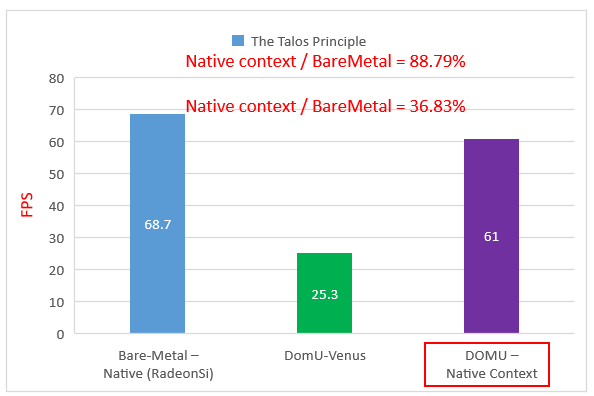 The Talos Principle
Native context / BareMetal = 88.79%
Native context / BareMetal = 36.83%
80
70
60
50
40
30
20
10
0
FPS
68.7
25.3
61
Bare-Metal –
Native (RadeonSi)
DomU-Venus
DOMU –
Native Context